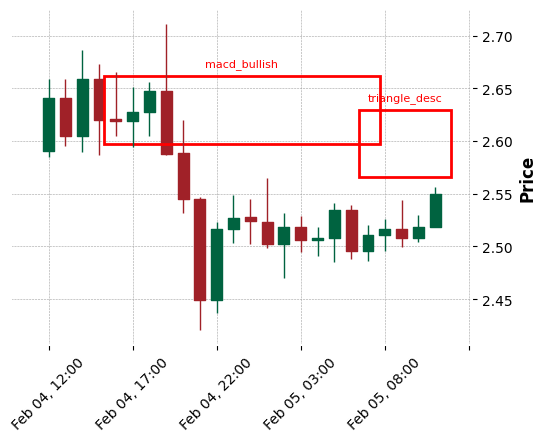 macd_bullish
triangle_desc
2.70
2.65
2.60
2.55
2.50
2.45
Price
Feb 04, 12:00
Feb 04, 17:00
Feb 04, 22:00
Feb 05, 03:00
Feb 05, 08:00